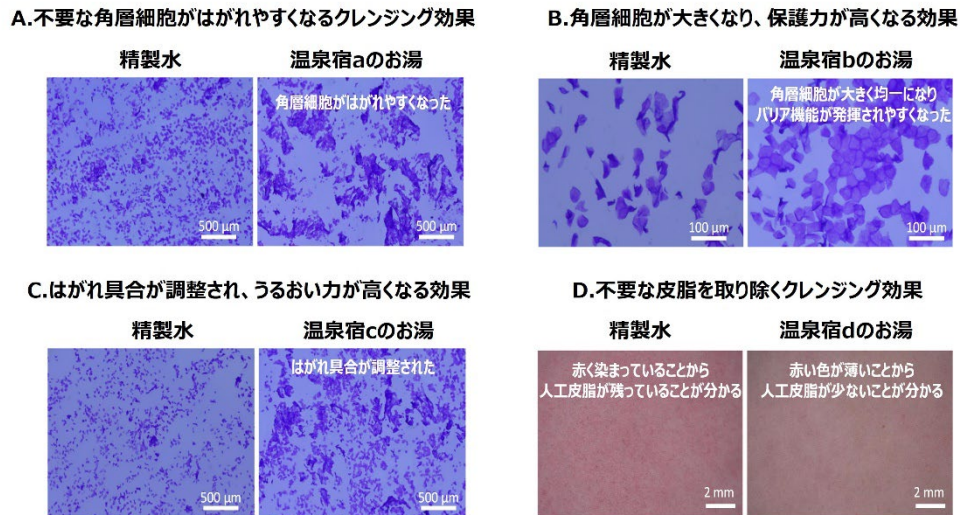 A.不要な角層細胞がはがれやすくなるクレンジング効果
精製水
温泉宿aのお湯
角層細胞がはがれやすくなった
500 μm
500 μm
B.角層細胞が大きくなり、保護力が高くなる効果
精製水
温泉宿bのお湯
角層細胞が大きく均一になり
バリア機能が発揮されやすくなった
100 μm
100 μm
C.はがれ具合が調整され、うるおい力が高くなる効果
精製水
温泉宿cのお湯
はがれ具合が調整された
500 μm
500 μm
D.不要な皮脂を取り除くクレンジング効果
精製水
温泉宿dのお湯
赤く染まっていることから
人工皮脂が残っていることが分かる
赤い色が薄いことから
人工皮脂が少ないことが分かる
2 mm
2 mm